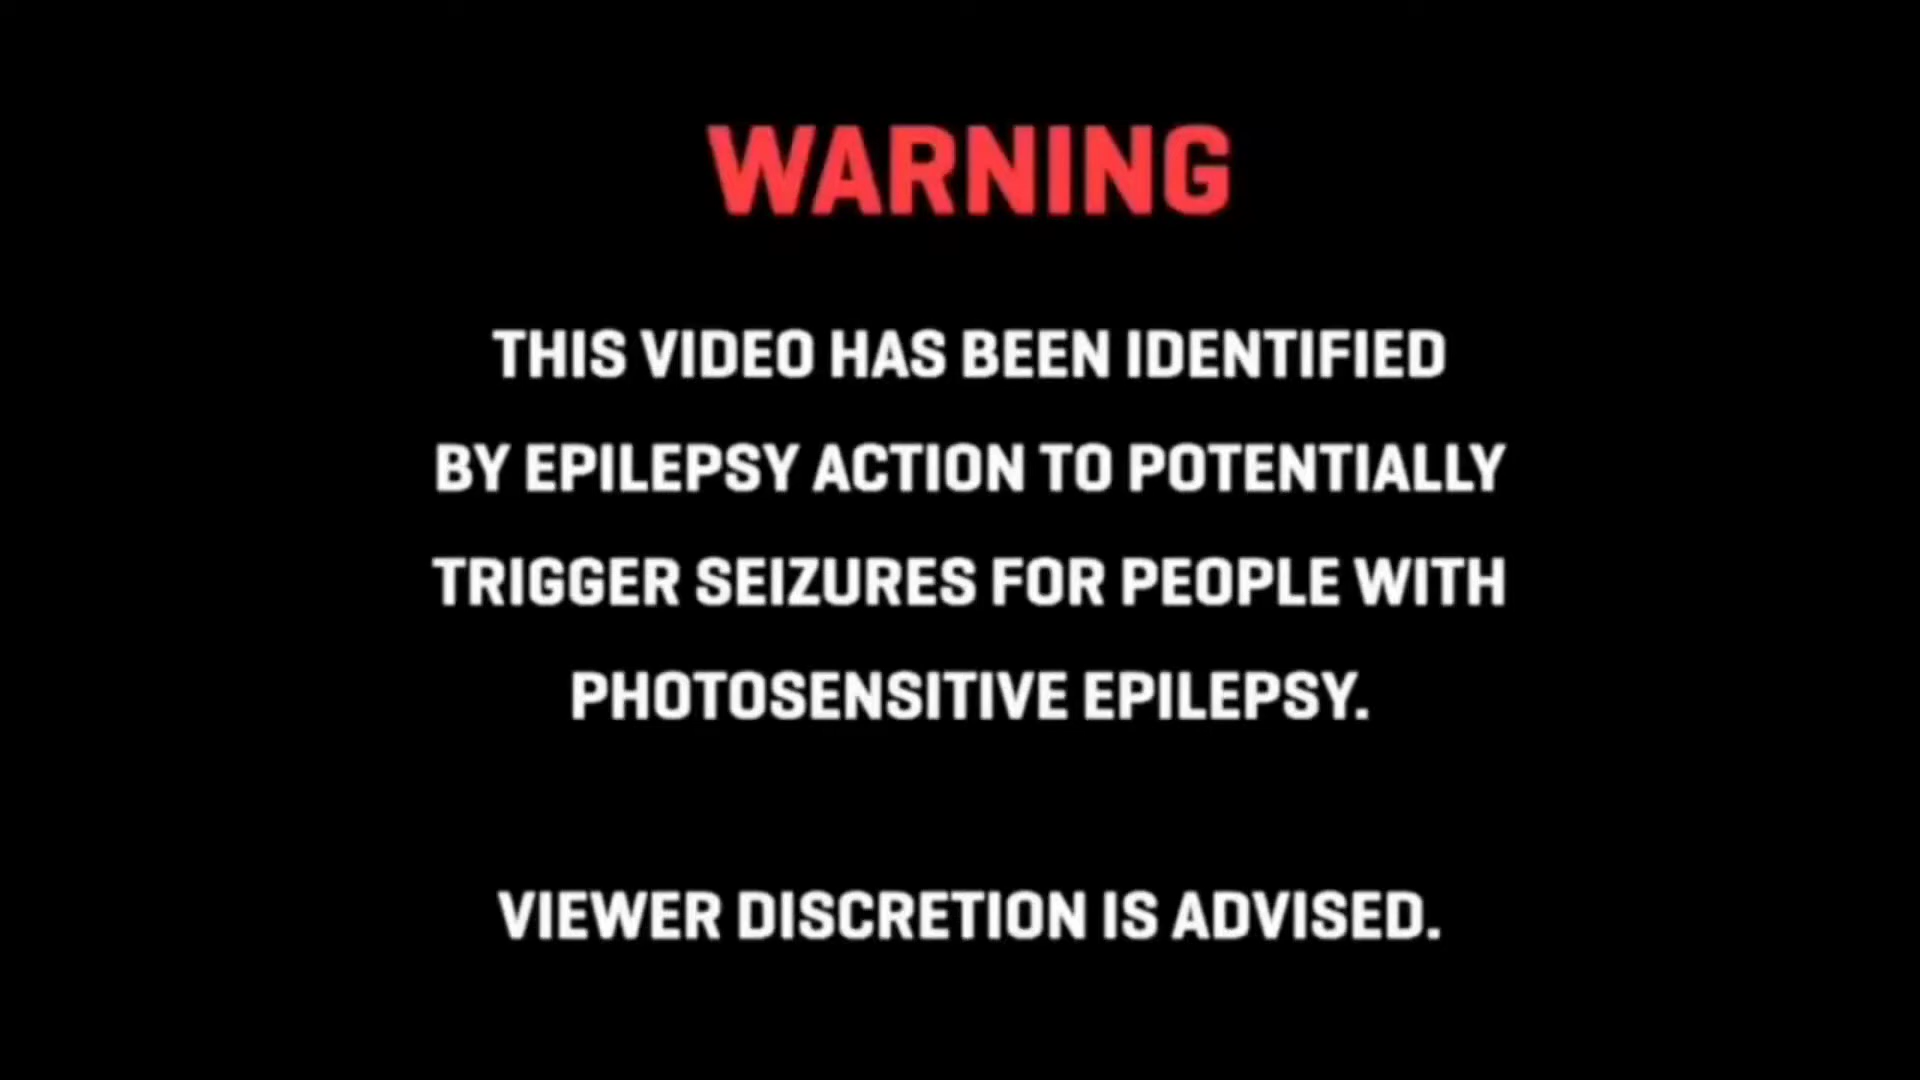 WARNING
THIS VIDEO HAS BEEN IDENTIFIED
BY EPILEPSY ACTION TO POTENTIALLY
TRIGGER SEIZURES FOR PEOPLE WITH
PHOTOSENSITIVE EPILEPSY.
VIEWER DISCRETION IS ADVISED.